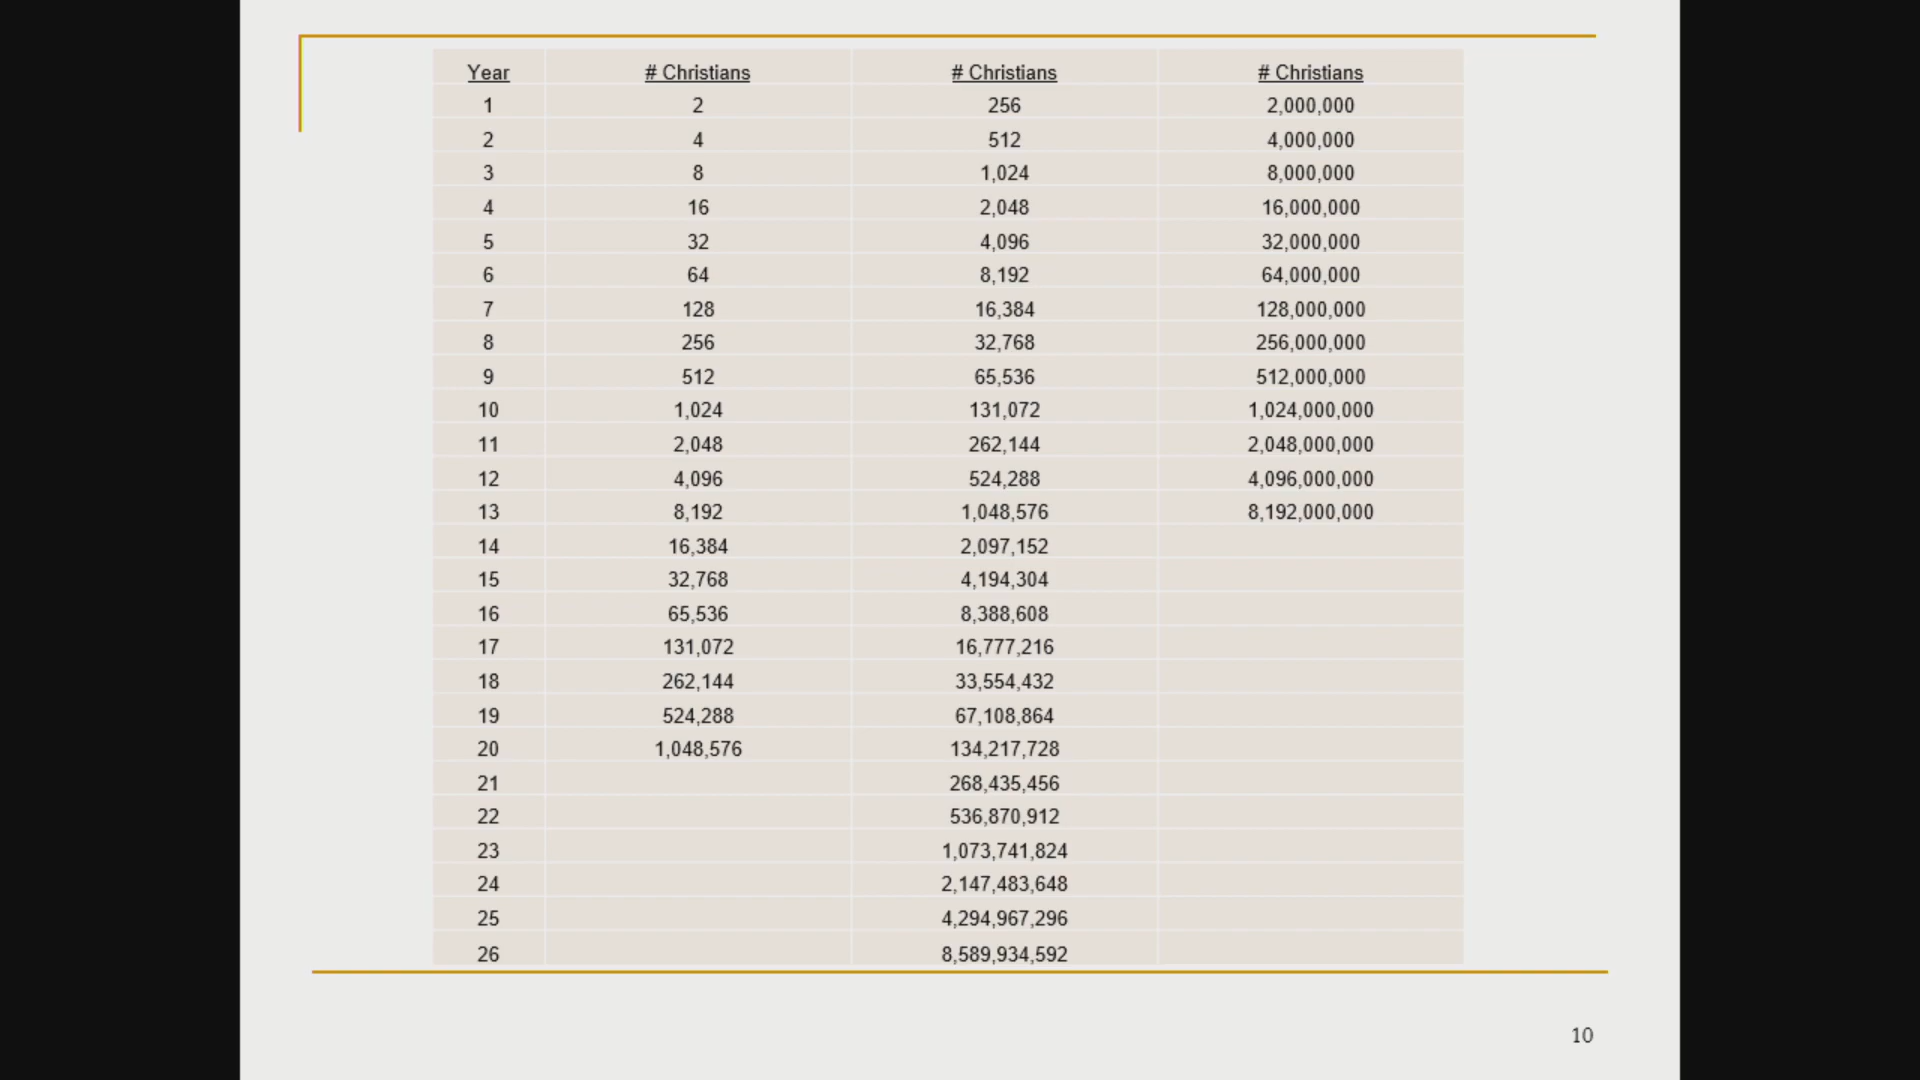 Year # Christians # Christians # Christians
1 2 256 2,000,000
2 4 512 4,000,000
3 8 1,024 8,000,000
4 16 2,048 16,000,000
5 32 4,096 32,000,000
6 64 8,192 64,000,000
7 128 16,384 128,000,000
8 256 32,768 256,000,000
9 512 65,536 512,000,000
10 1,024 131,072 1,024,000,000
11 2,048 262,144 2,048,000,000
12 4,096 524,288 4,096,000,000
13 8,192 1,048,576 8,192,000,000
14 16,384 2,097,152
15 32,768 4,194,304
16 65,536 8,388,608
17 131,072 16,777,216
18 262,144 33,554,432
19 524,288 67,108,864
20 1,048,576 134,217,728
21 268,435,456
22 536,870,912
23 1,073,741,824
24 2,147,483,648
25 4,294,967,296
26 8,589,934,592
10